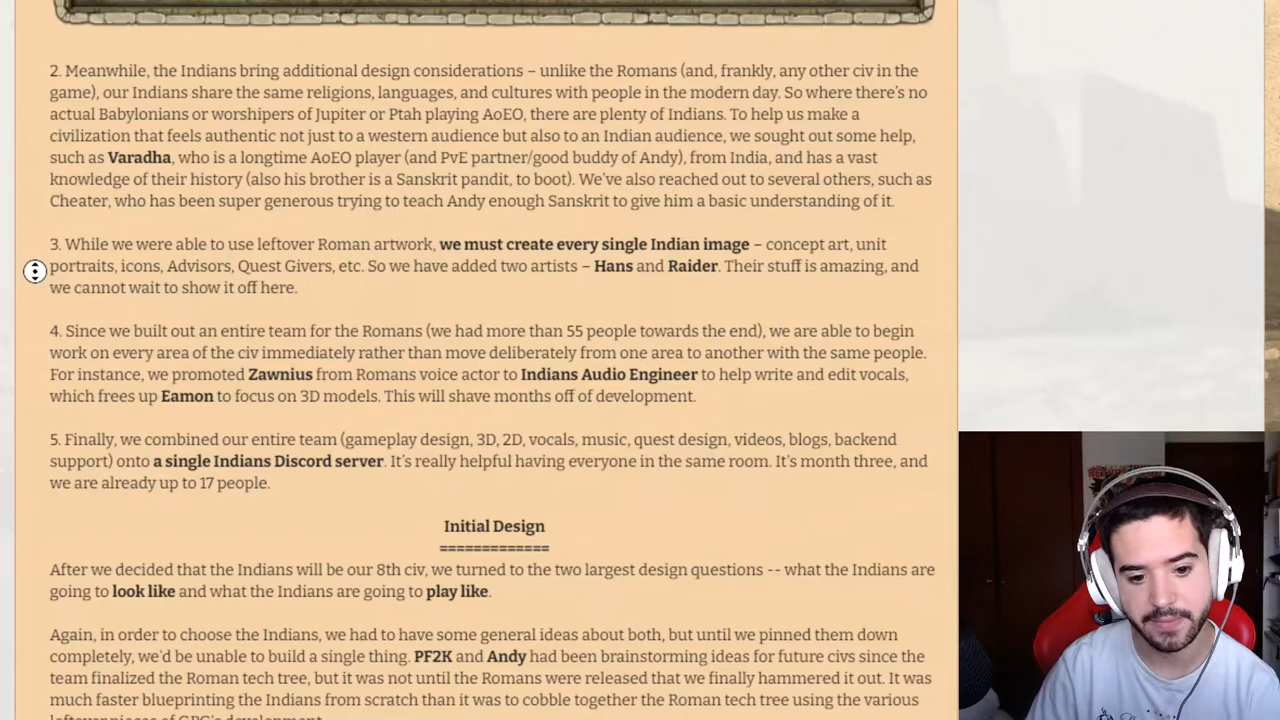 2. Meanwhile, the Indians bring additional design considerations – unlike the Romans (and, frankly, any other civ in the
game), our Indians share the same religions, languages, and cultures with people in the modern day. So where there's no
actual Babylonians or worshipers of Jupiter or Ptah playing AoEO, there are plenty of Indians. To help us make a
civilization that feels authentic not just to a western audience but also to an Indian audience, we sought out some help,
such as Varadha, who is a longtime AoEO player (and PvE partner/good buddy of Andy), from India, and has a vast
knowledge of their history (also his brother is a Sanskrit pandit, to boot). We've also reached out to several others, such as
Cheater, who has been super generous trying to teach Andy enough Sanskrit to give him a basic understanding of it.
3. While we were able to use leftover Roman artwork, we must create every single Indian image – concept art, unit
portraits, icons, Advisors, Quest Givers, etc. So we have added two artists – Hans and Raider. Their stuff is amazing, and
we cannot wait to show it off here.
4. Since we built out an entire team for the Romans (we had more than 55 people towards the end), we are able to begin
work on every area of the civ immediately rather than move deliberately from one area to another with the same people.
For instance, we promoted Zawnius from Romans voice actor to Indians Audio Engineer to help write and edit vocals,
which frees up Eamon to focus on 3D models. This will shave months off of development.
5. Finally, we combined our entire team (gameplay design, 3D, 2D, vocals, music, quest design, videos, blogs, backend
support) onto a single Indians Discord server. It's really helpful having everyone in the same room. It's month three, and
we are already up to 17 people.
Initial Design
=============
After we decided that the Indians will be our 8th civ, we turned to the two largest design questions -- what the Indians are
going to look like and what the Indians are going to play like.
Again, in order to choose the Indians, we had to have some general ideas about both, but until we pinned them down
completely, we'd be unable to build a single thing. PF2K and Andy had been brainstorming ideas for future civs since the
team finalized the Roman tech tree, but it was not until the Romans were released that we finally hammered it out. It was
much faster blueprinting the Indians from scratch than it was to cobble together the Roman tech tree using the various
leftover pieces of GPG's development.